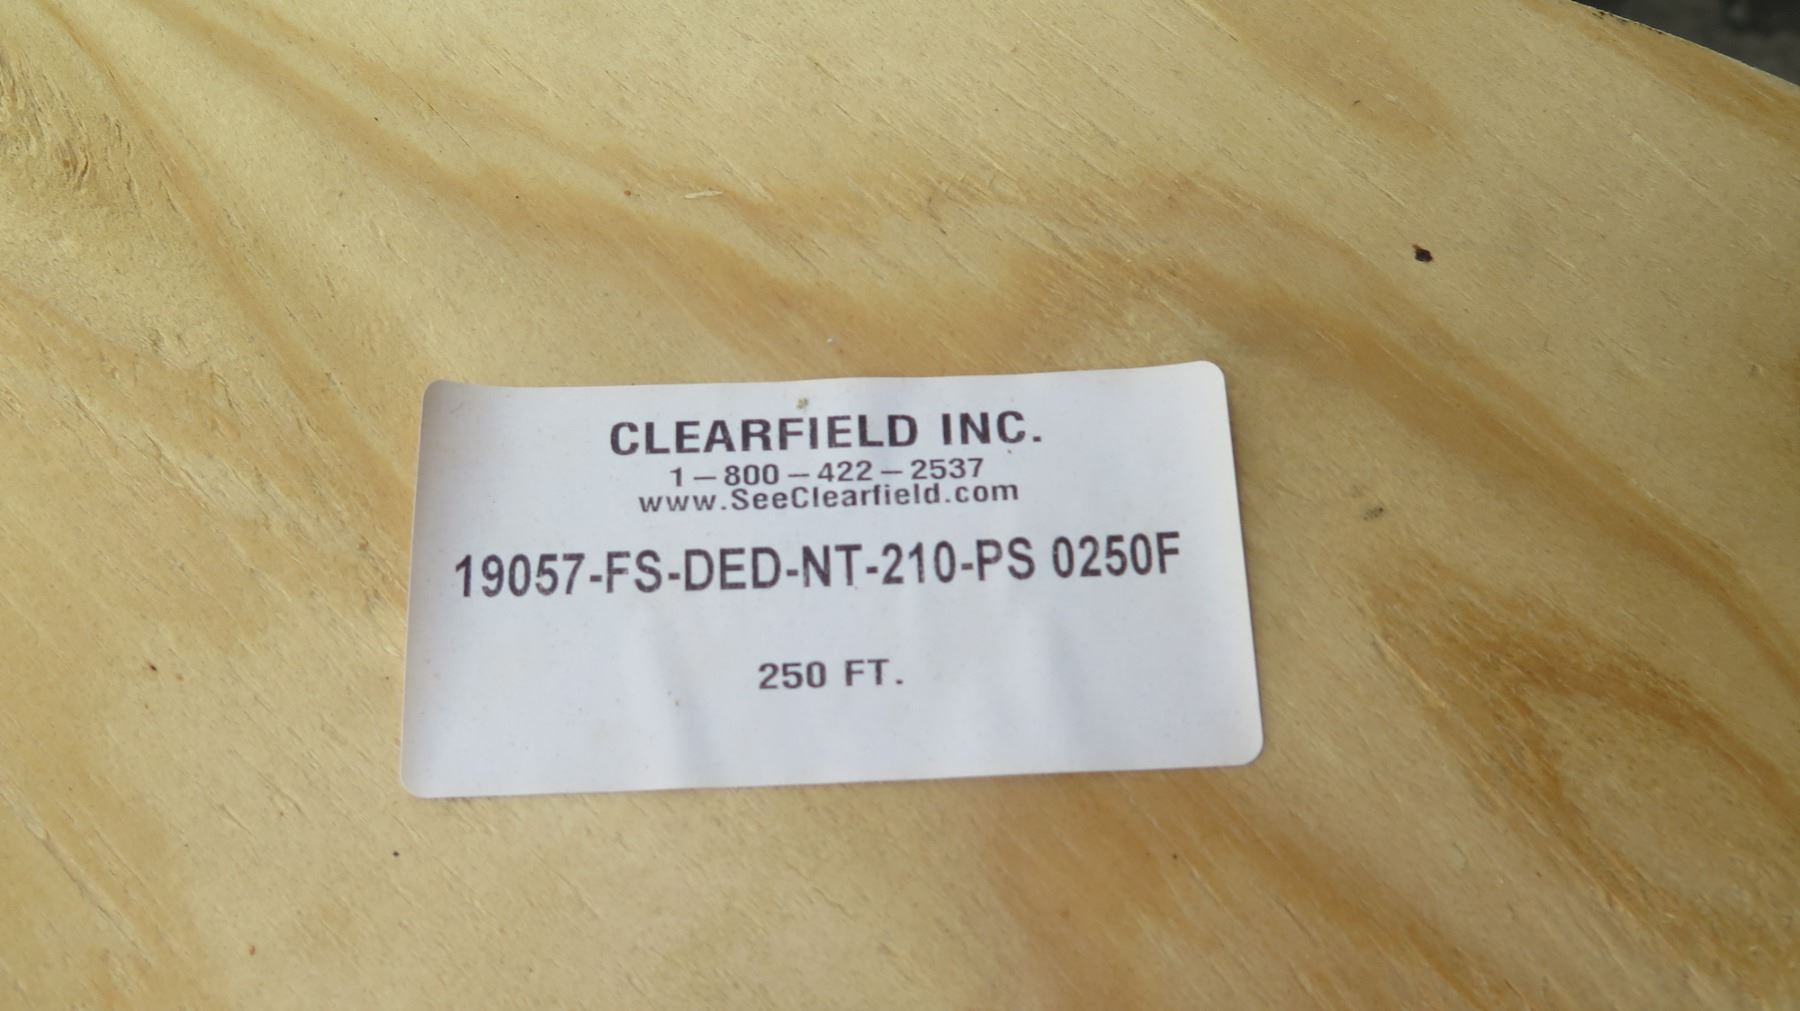 CLEARFIELD INC.
1-800-422-2537
www.SeeClearfield.com
19057-FS-DED-NT-210-PS 0250F
250 FT.